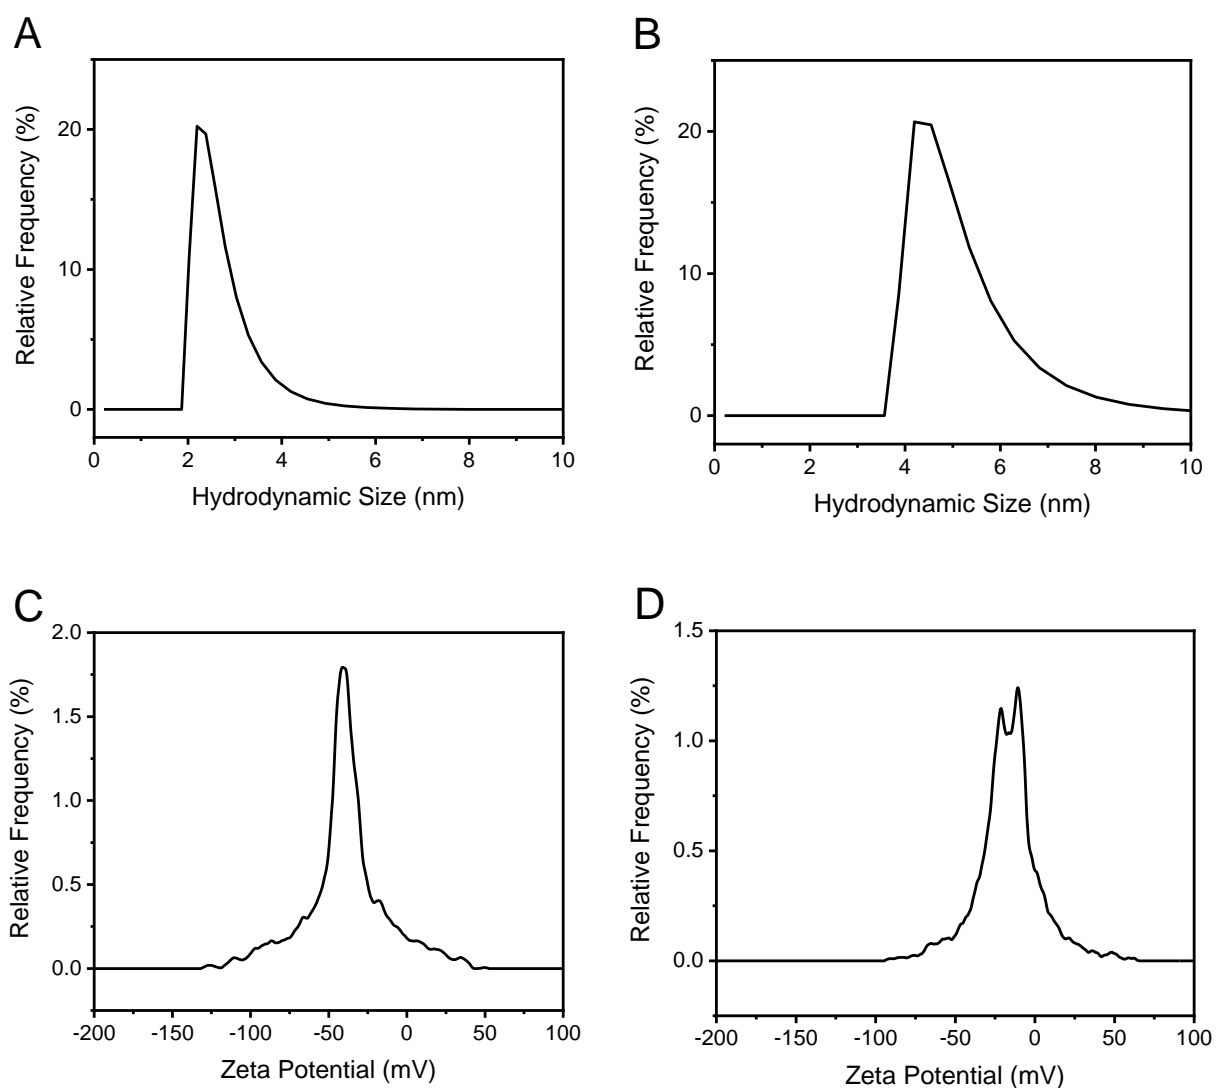 A
Relative Frequency (%)
20
10
0
0 2 4 6 8 10
Hydrodynamic Size (nm)
B
Relative Frequency (%)
20
10
0
0 2 4 6 8 10
Hydrodynamic Size (nm)
C
Relative Frequency (%)
2.0
1.5
1.0
0.5
0.0
-200 -150 -100 -50 0 50 100
Zeta Potential (mV)
D
Relative Frequency (%)
1.5
1.0
0.5
0.0
-200 -150 -100 -50 0 50 100
Zeta Potential (mV)